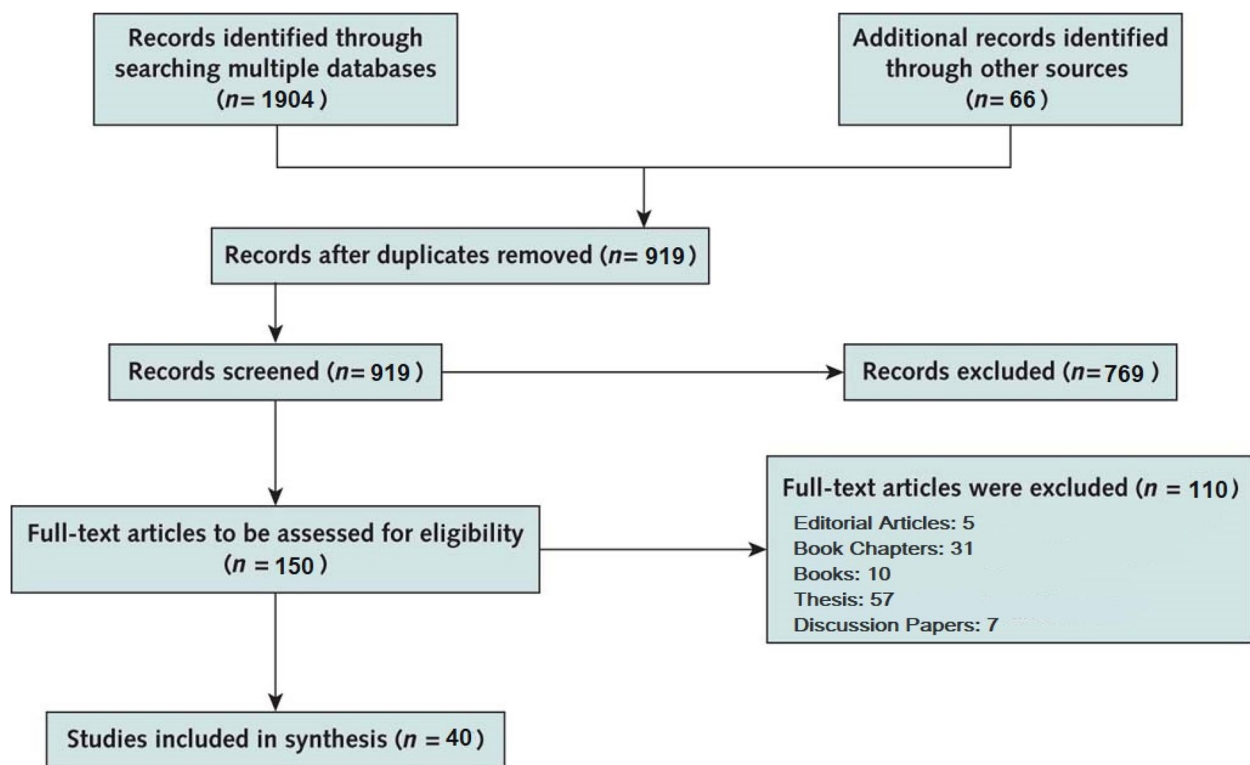 Records identified through
searching multiple databases
(n= 1904 )
Additional records identified
through other sources
(n= 66 )
Records after duplicates removed (n= 919)
Records screened (n= 919 )
Records excluded (n=769 )
Full-text articles to be assessed for eligibility
(n = 150 )
Full-text articles were excluded (n = 110)
Editorial Articles: 5
Book Chapters: 31
Books: 10
Thesis: 57
Discussion Papers: 7
Studies included in synthesis (n = 40 )